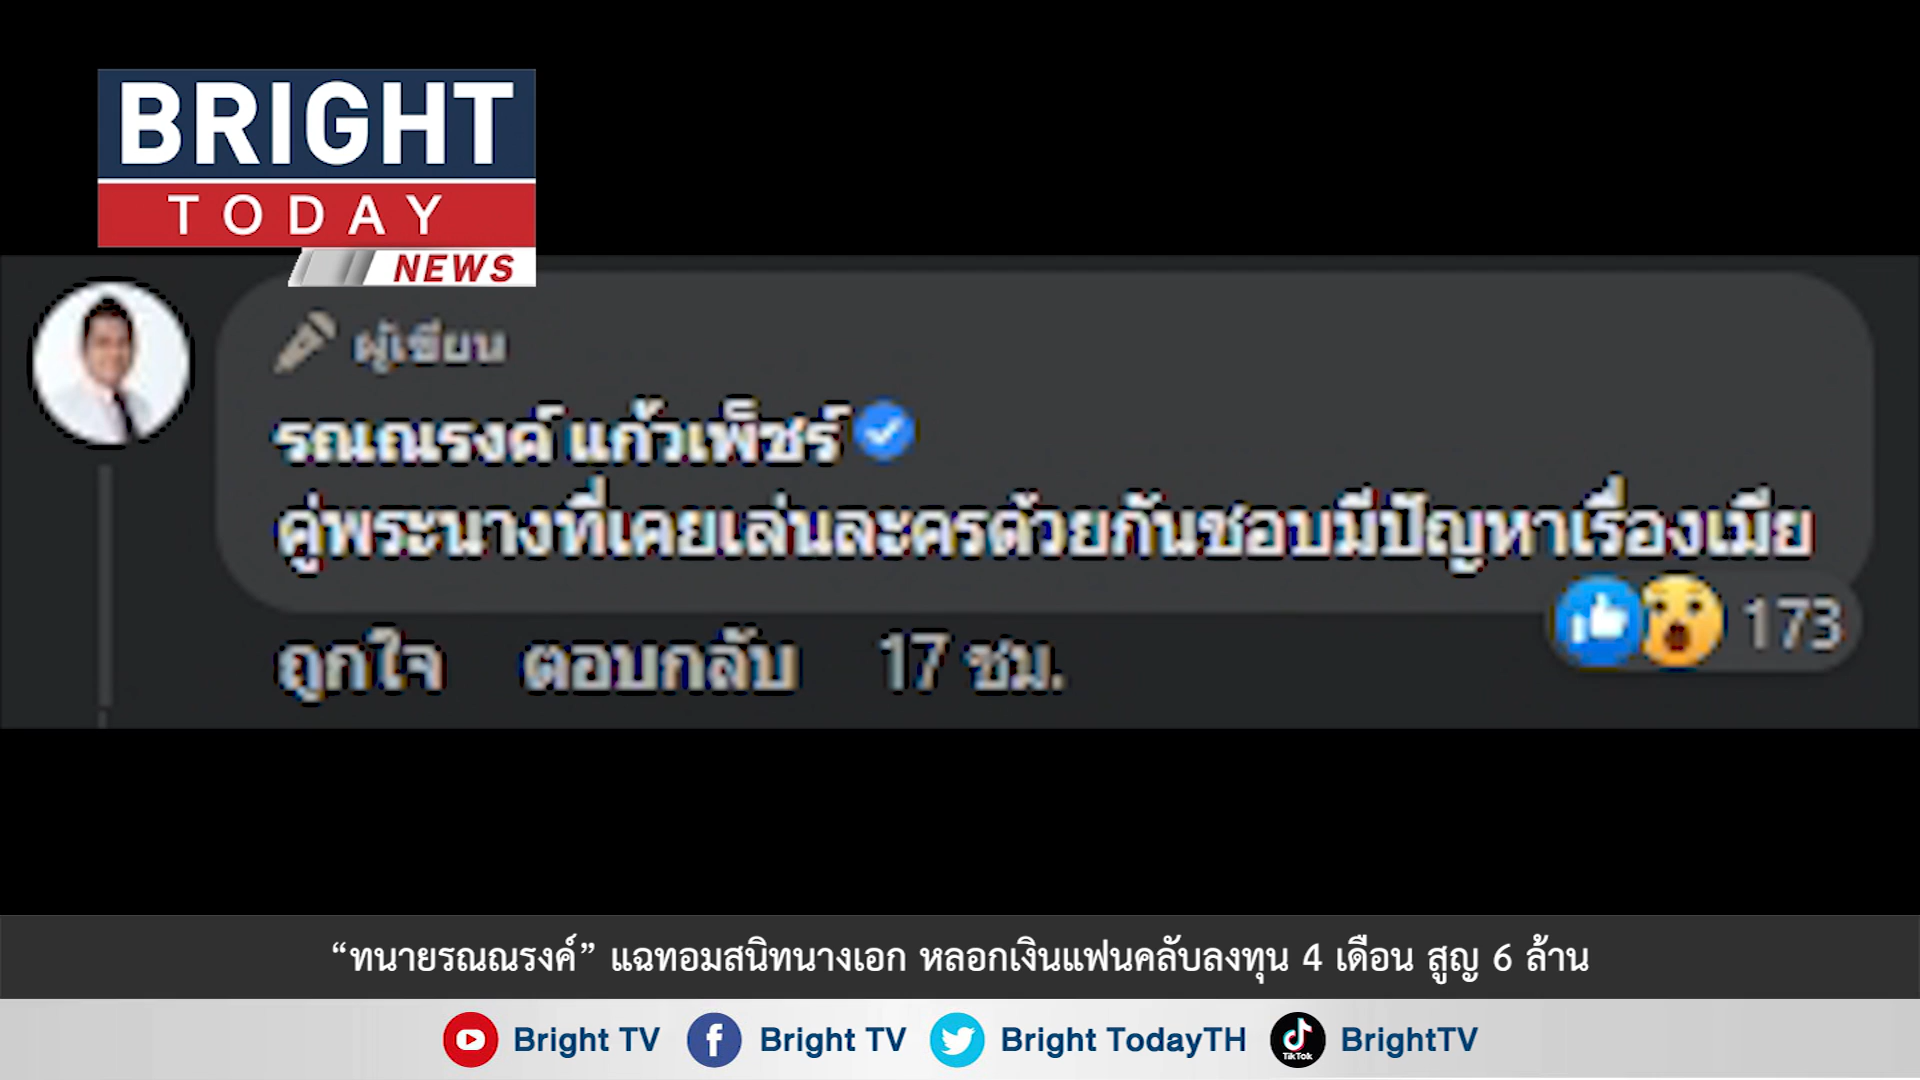 BRIGHT
TODAY
NEWS
ผู้เขียน
รณณรงค์ แก้วเพ็ชร์
คู่พระนางที่เคยเล่นละครด้วยกันชอบมีปัญหาเรื่องเมีย
173
ถูกใจ ตอบกลับ 17 ชม.
“ทนายรณณรงค์” แฉทอมสนิทนางเอก หลอกเงินแฟนคลับลงทุน 4 เดือน สูญ 6 ล้าน
Bright TV Bright TV Bright TodayTH TikTok BrightTV